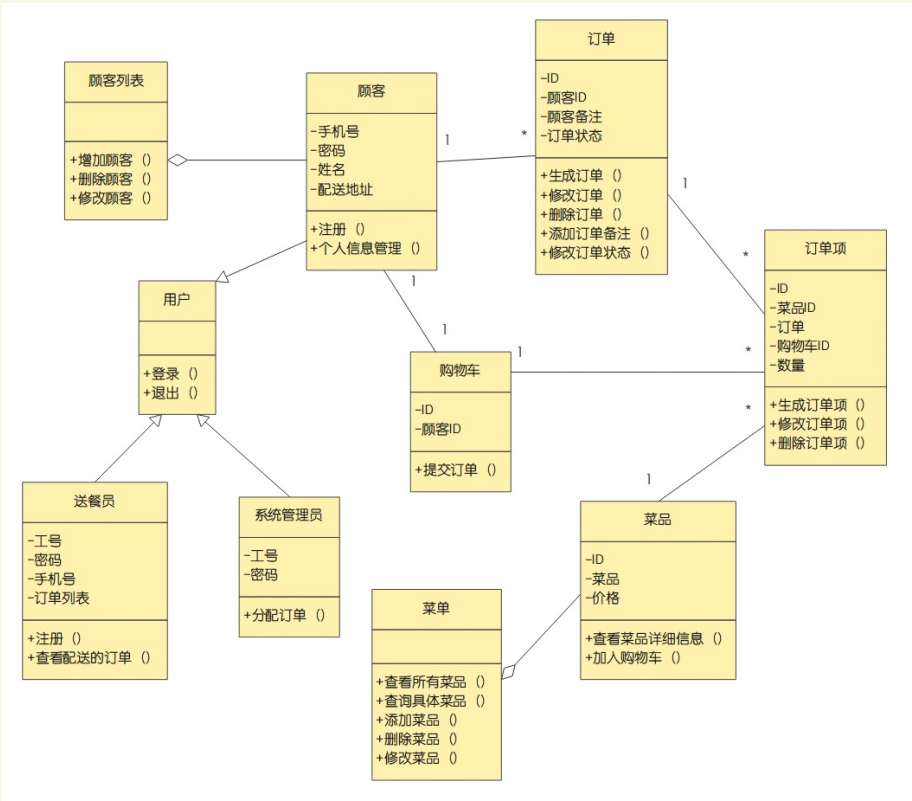 顾客列表
+增加顾客 ()
+删除顾客 ()
+修改顾客 ()
顾客
-手机号
-密码
-姓名
-配送地址
+注册 ()
+个人信息管理 ()
1
*
订单
-ID
-顾客ID
-顾客备注
-订单状态
+生成订单 ()
+修改订单 ()
+删除订单 ()
+添加订单备注 ()
+修改订单状态 ()
1
*
订单项
-ID
-菜品ID
-订单
-购物车ID
-数量
+生成订单项 ()
+修改订单项 ()
+删除订单项 ()
用户
+登录 ()
+退出 ()
1
1
购物车
-ID
-顾客ID
+提交订单 ()
1
*
*
1
送餐员
-工号
-密码
-手机号
-订单列表
+注册 ()
+查看配送的订单 ()
系统管理员
-工号
-密码
+分配订单 ()
菜品
-ID
-菜品
-价格
+查看菜品详细信息 ()
+加入购物车 ()
菜单
+查看所有菜品 ()
+查询具体菜品 ()
+添加菜品 ()
+删除菜品 ()
+修改菜品 ()